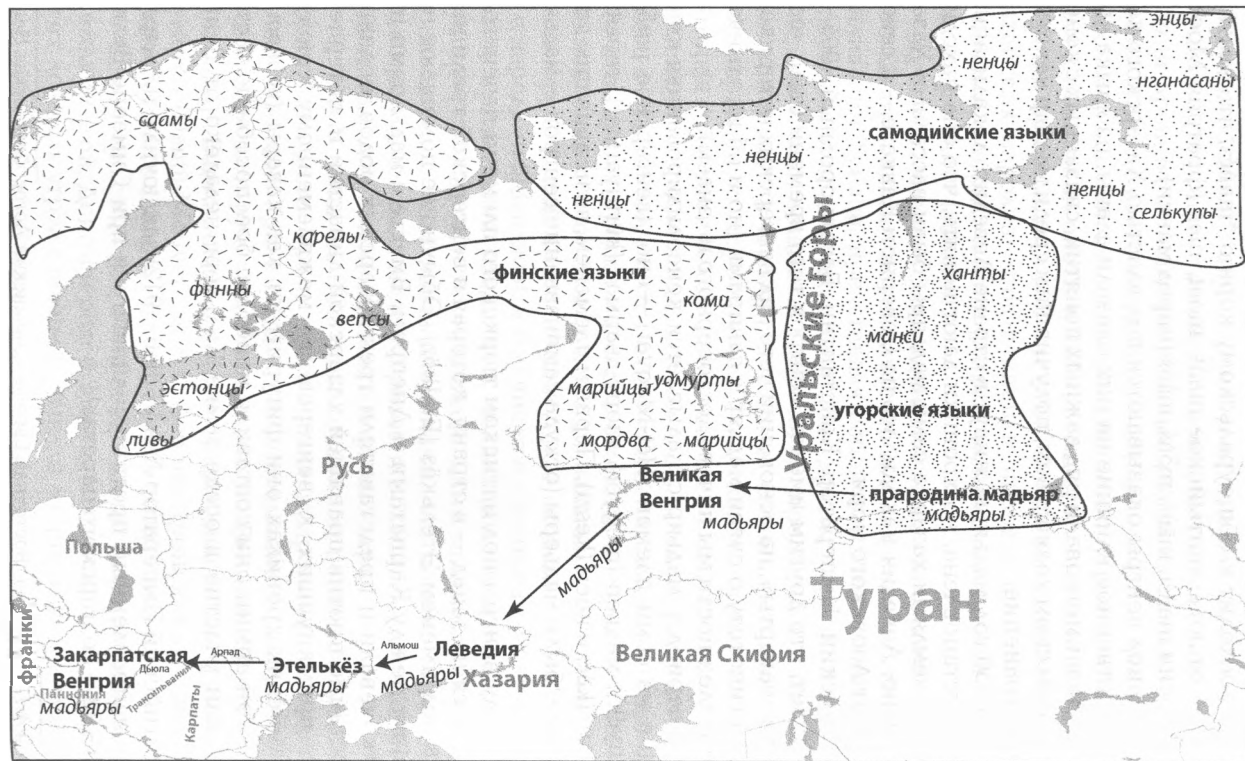 энцы
ненцы
нганасаны
саамы
самодийские языки
ненцы
ненцы
ненцы
селькупы
Уральские горы
карелы
финские языки
ханты
финны
коми
вепсы
манси
эстонцы
марийцы
удмурты
угорские языки
ливы
мордва
марийцы
Русь
Великая
Венгрия
прародина мадьяр
мадьяры
мадьяры
Польша
мадьяры
Туран
франки
Закарпатская
Венгрия
Арпад
Дьюла
Альмош
Леведия
Великая Скифия
Этелькёз
мадьяры
мадьяры
Хазария
Паннония
мадьяры
Трансильвания
Карпаты